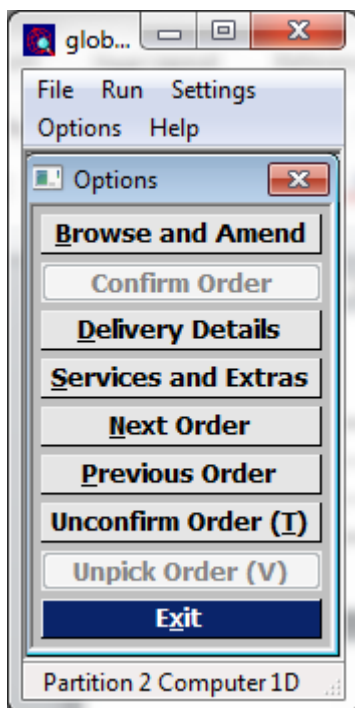 glob...
File Run Settings
Options Help
Options
Browse and Amend
Confirm Order
Delivery Details
Services and Extras
Next Order
Previous Order
Unconfirm Order (T)
Unpick Order (V)
Exit
Partition 2 Computer 1D